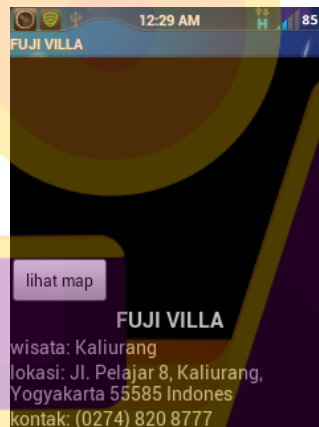 12:29 AM H 85
FUJI VILLA
lihat map
FUJI VILLA
wisata: Kaliurang
lokasi: Jl. Pelajar 8, Kaliurang,
Yogyakarta 55585 Indones
kontak: (0274) 820 8777